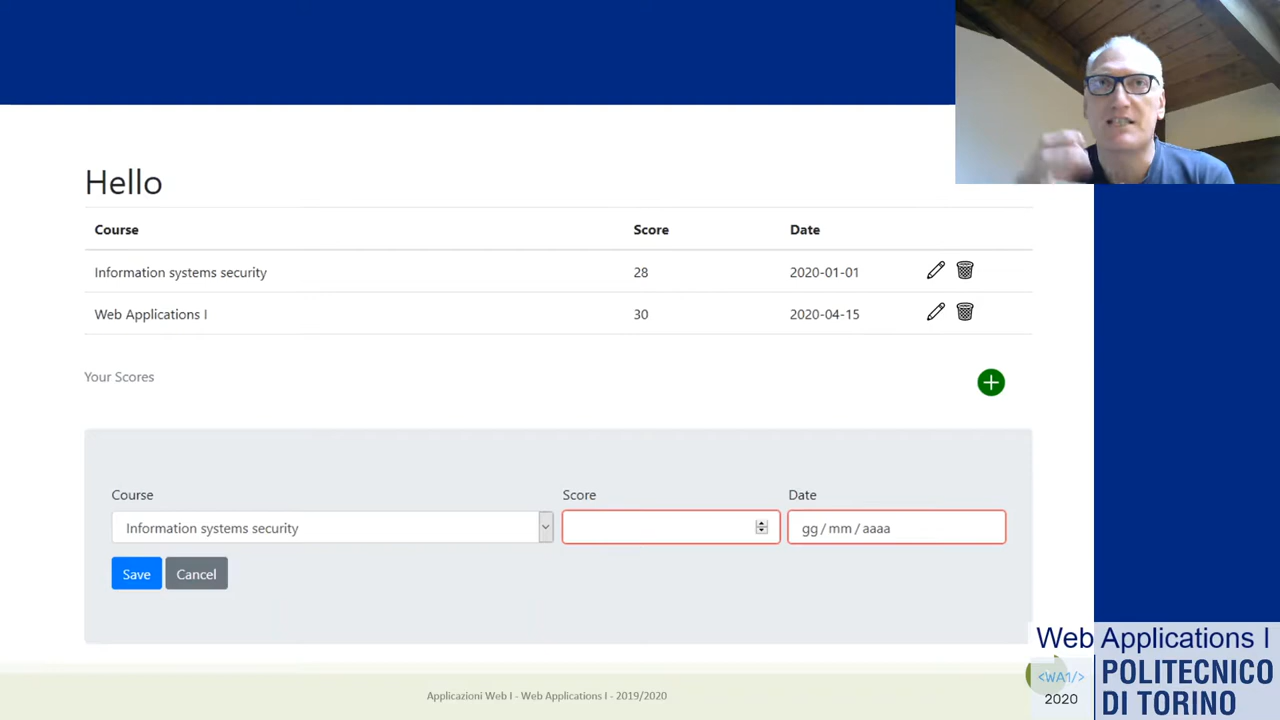 Hello
Course Score Date
Information systems security 28 2020-01-01
Web Applications I 30 2020-04-15
Your Scores
Course Score Date
Information systems security gg / mm / aaaa
Save Cancel
Applicazioni Web I - Web Applications I - 2019/2020
Web Applications I
<WA1/>
2020
POLITECNICO
DI TORINO